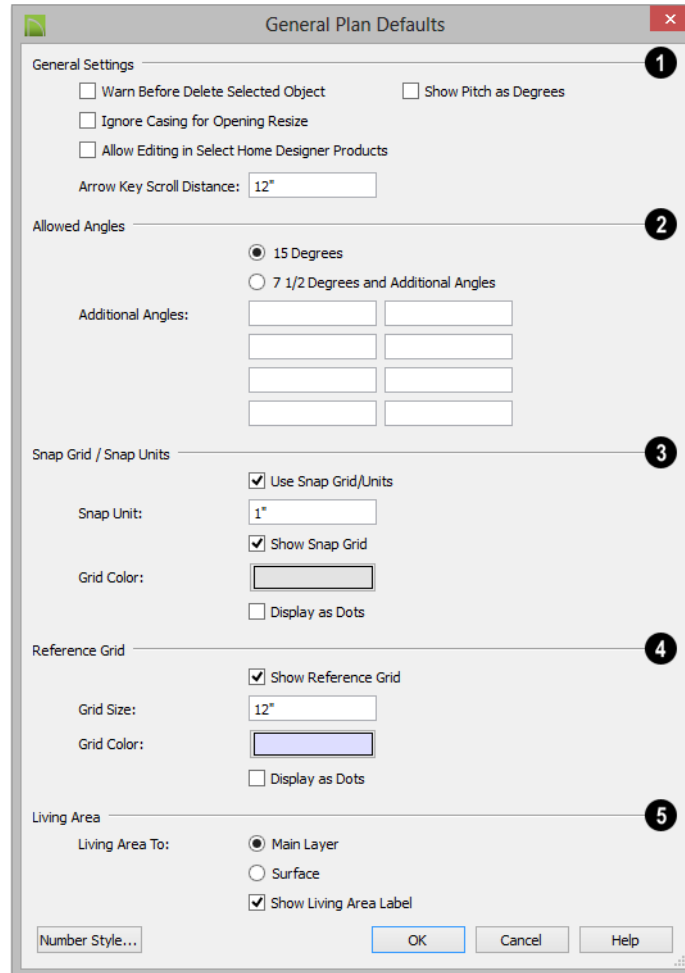 General Plan Defaults
General Settings 1
Warn Before Delete Selected Object Show Pitch as Degrees
Ignore Casing for Opening Resize
Allow Editing in Select Home Designer Products
Arrow Key Scroll Distance: 12"
Allowed Angles 2
15 Degrees
7 1/2 Degrees and Additional Angles
Additional Angles:
Snap Grid / Snap Units 3
Use Snap Grid/Units
Snap Unit: 1"
Show Snap Grid
Grid Color:
Display as Dots
Reference Grid 4
Show Reference Grid
Grid Size: 12"
Grid Color:
Display as Dots
Living Area 5
Living Area To: Main Layer
Surface
Show Living Area Label
Number Style... OK Cancel Help